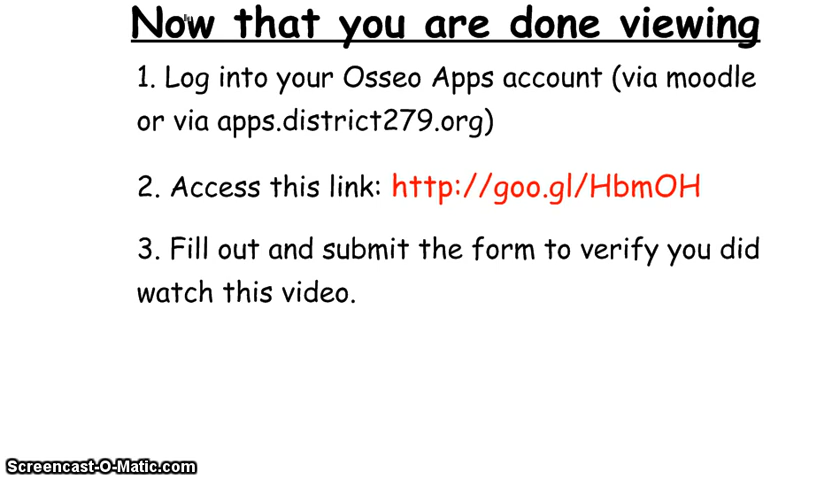 Now that you are done viewing
1. Log into your Osseo Apps account (via moodle
or via apps.district279.org)
2. Access this link: http://goo.gl/HbmOH
3. Fill out and submit the form to verify you did
watch this video.
Screencast-O-Matic.com